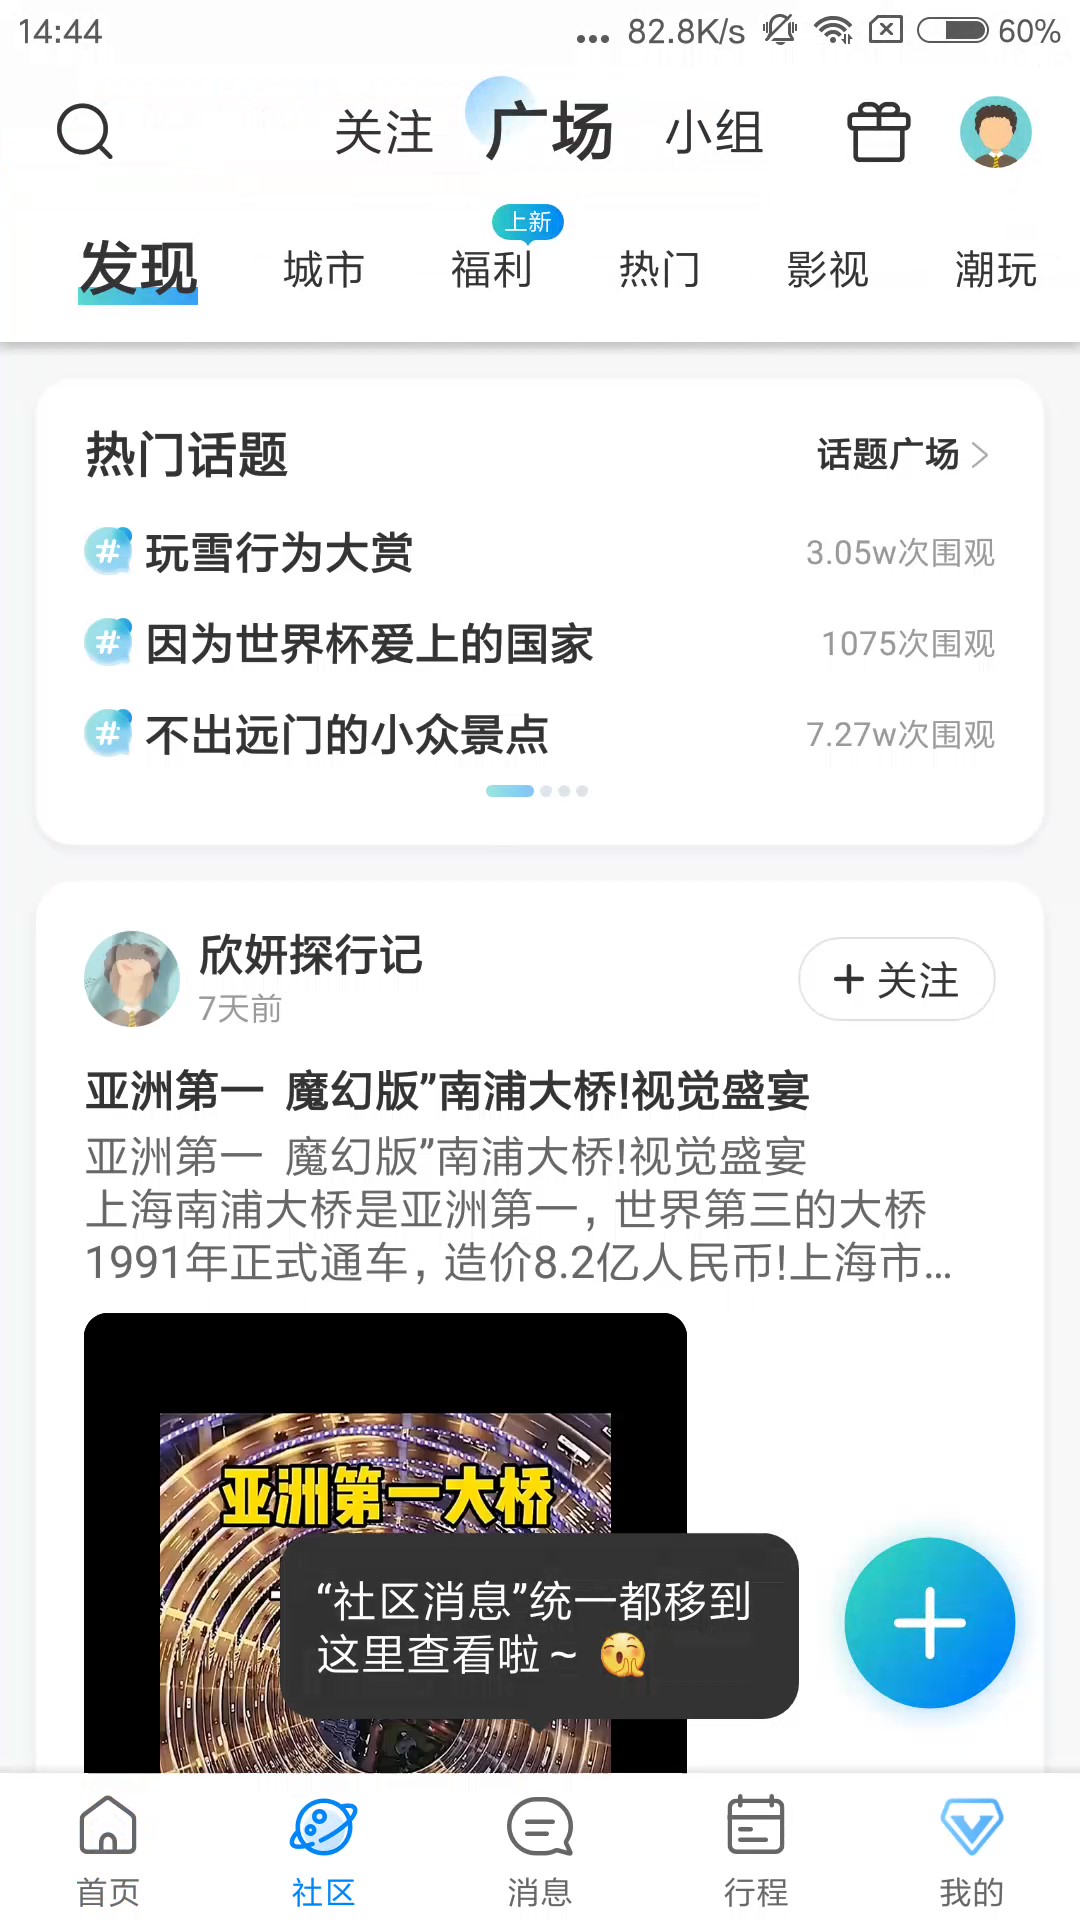 14:44
... 82.8K/s 60%
关注 广场 小组
上新
发现 城市 福利 热门 影视 潮玩
热门话题 话题广场
# 玩雪行为大赏 3.05w次围观
# 因为世界杯爱上的国家 1075次围观
# 不出远门的小众景点 7.27w次围观
欣妍探行记
7天前
+ 关注
亚洲第一 魔幻版”南浦大桥!视觉盛宴
亚洲第一 魔幻版”南浦大桥!视觉盛宴
上海南浦大桥是亚洲第一，世界第三的大桥
1991年正式通车，造价8.2亿人民币!上海市...
亚洲第一大桥
“社区消息”统一都移到
这里查看啦～
首页 社区 消息 行程 我的